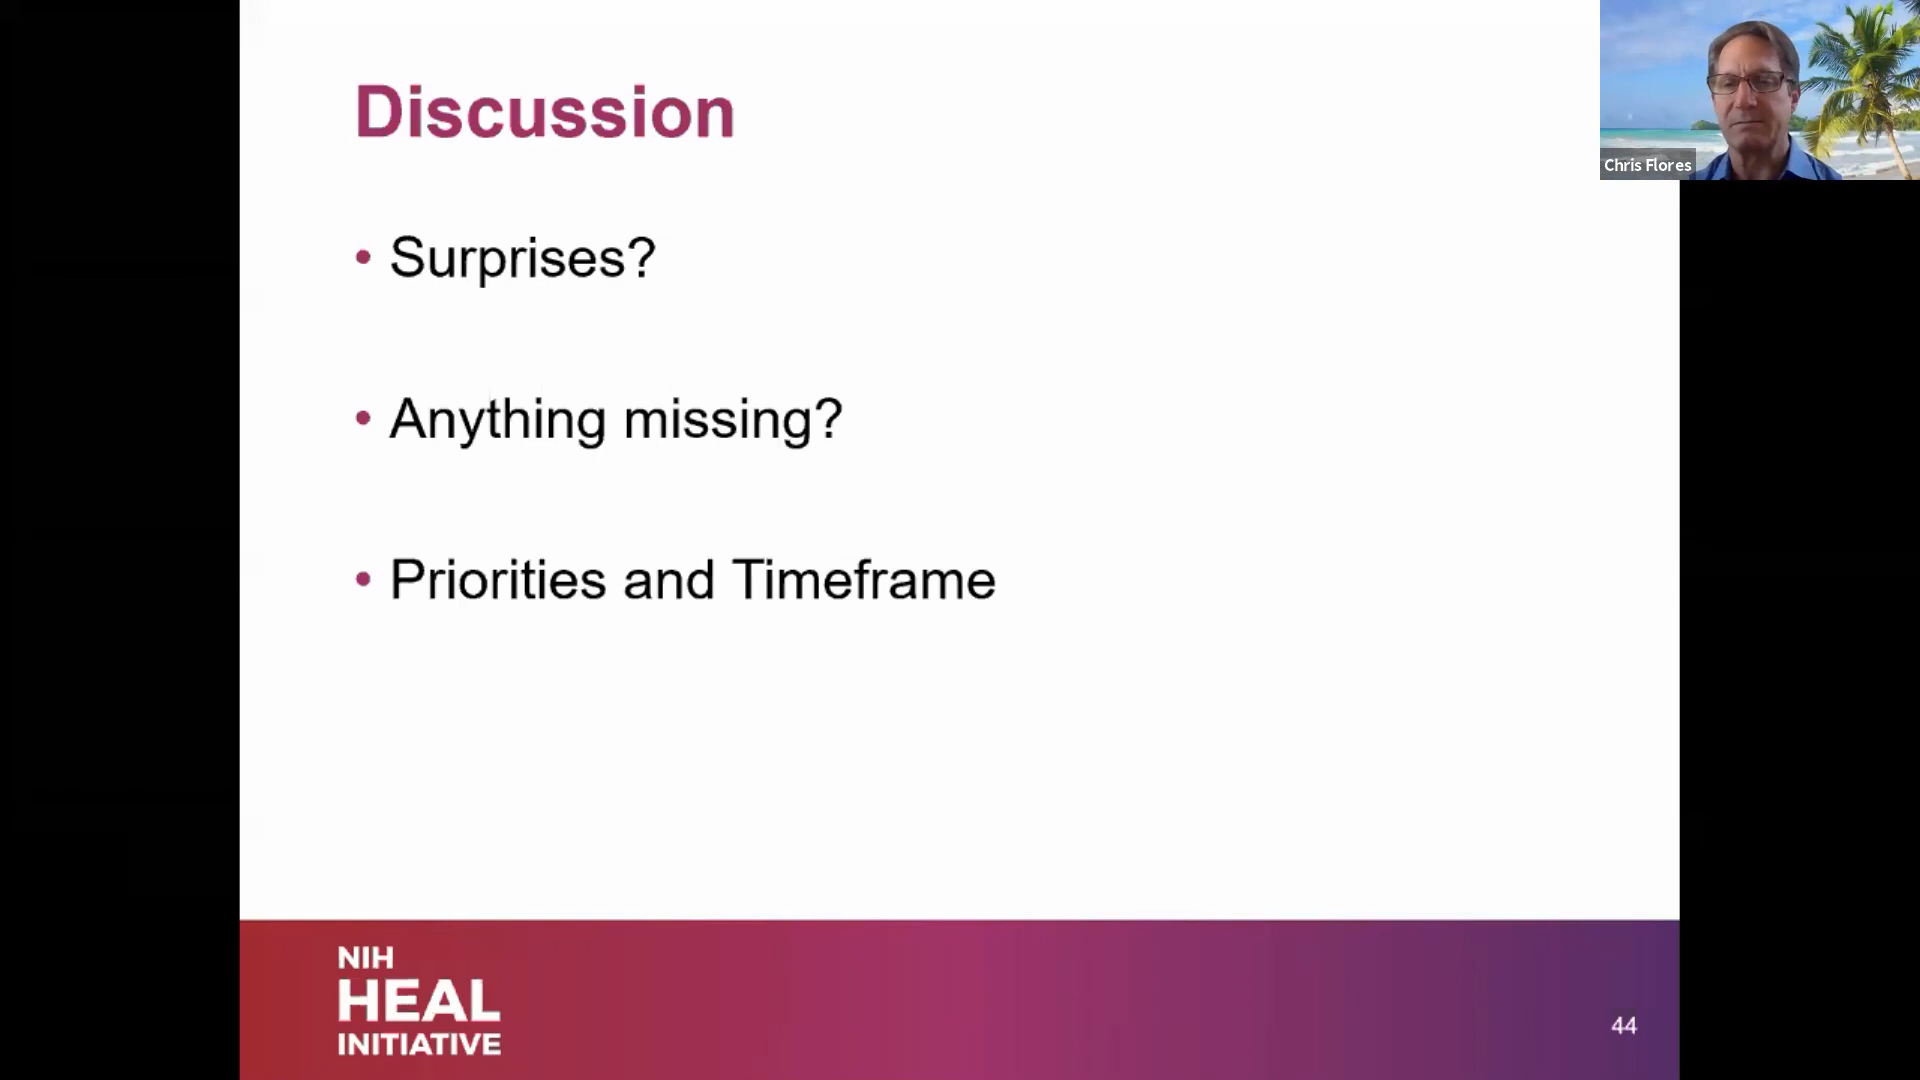 Discussion
• Surprises?
• Anything missing?
• Priorities and Timeframe
Chris Flores
NIH
HEAL
INITIATIVE
44